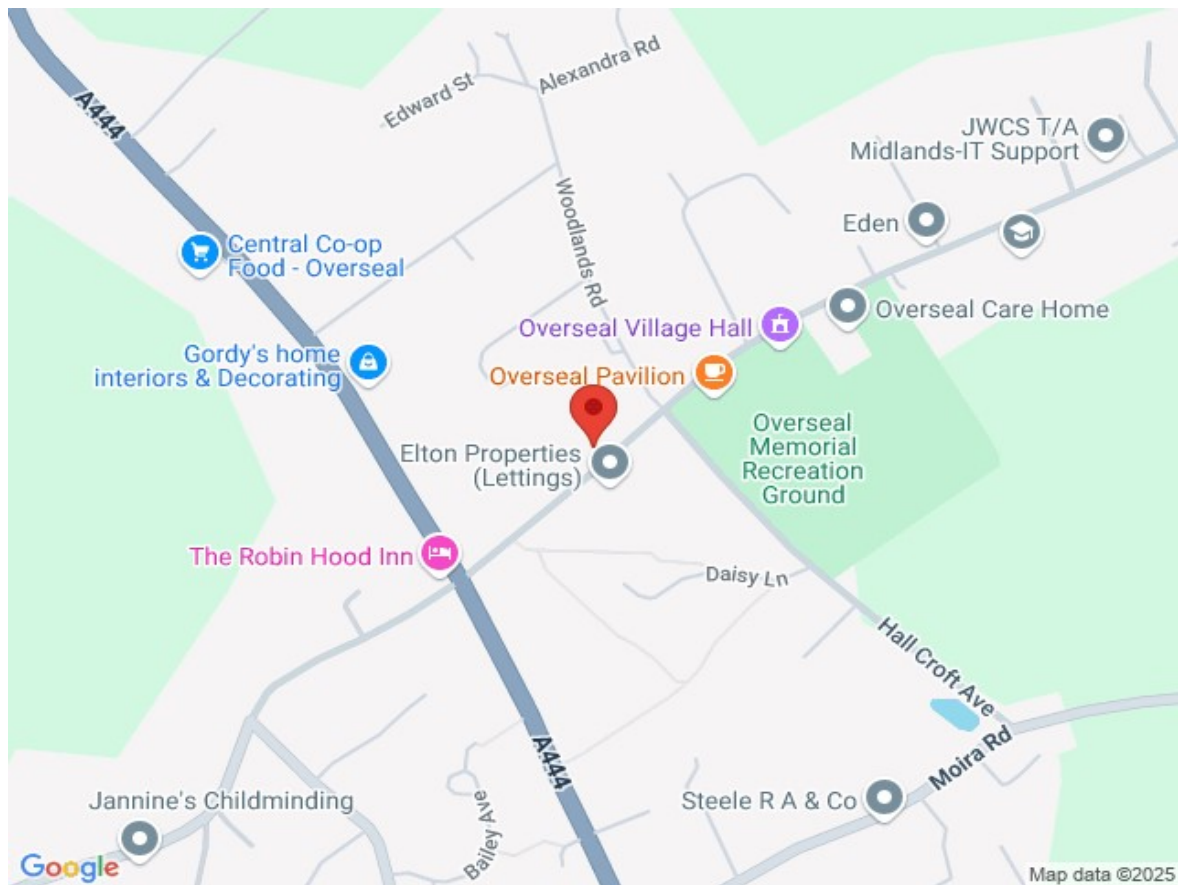 A444
Edward St
Alexandra Rd
JWCS T/A
Midlands-IT Support
Woodlands Rd
Eden
Central Co-op
Food - Overseal
Overseal Care Home
Overseal Village Hall
Gordy's home
interiors & Decorating
Overseal Pavilion
Overseal
Memorial
Recreation
Ground
Elton Properties
(Lettings)
The Robin Hood Inn
Daisy Ln
Hall Croft Ave
Moira Rd
A444
Jannine's Childminding
Bailey Ave
Steele R A & Co
Google
Map data ©2025